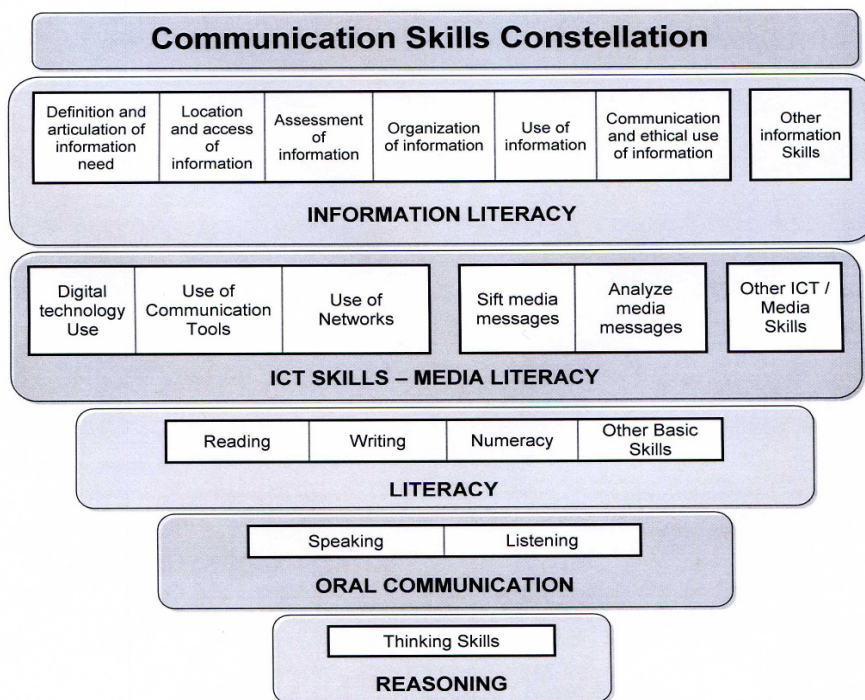 Communication Skills Constellation
Definition and
articulation of
information
need
Location
and access
of
information
Assessment
of
information
Organization
of information
Use of
information
Communication
and ethical use
of information
Other
information
Skills
INFORMATION LITERACY
Digital
technology
Use
Use of
Communication
Tools
Use of
Networks
Sift media
messages
Analyze
media
messages
Other ICT /
Media
Skills
ICT SKILLS – MEDIA LITERACY
Reading
Writing
Numeracy
Other Basic
Skills
LITERACY
Speaking
Listening
ORAL COMMUNICATION
Thinking Skills
REASONING